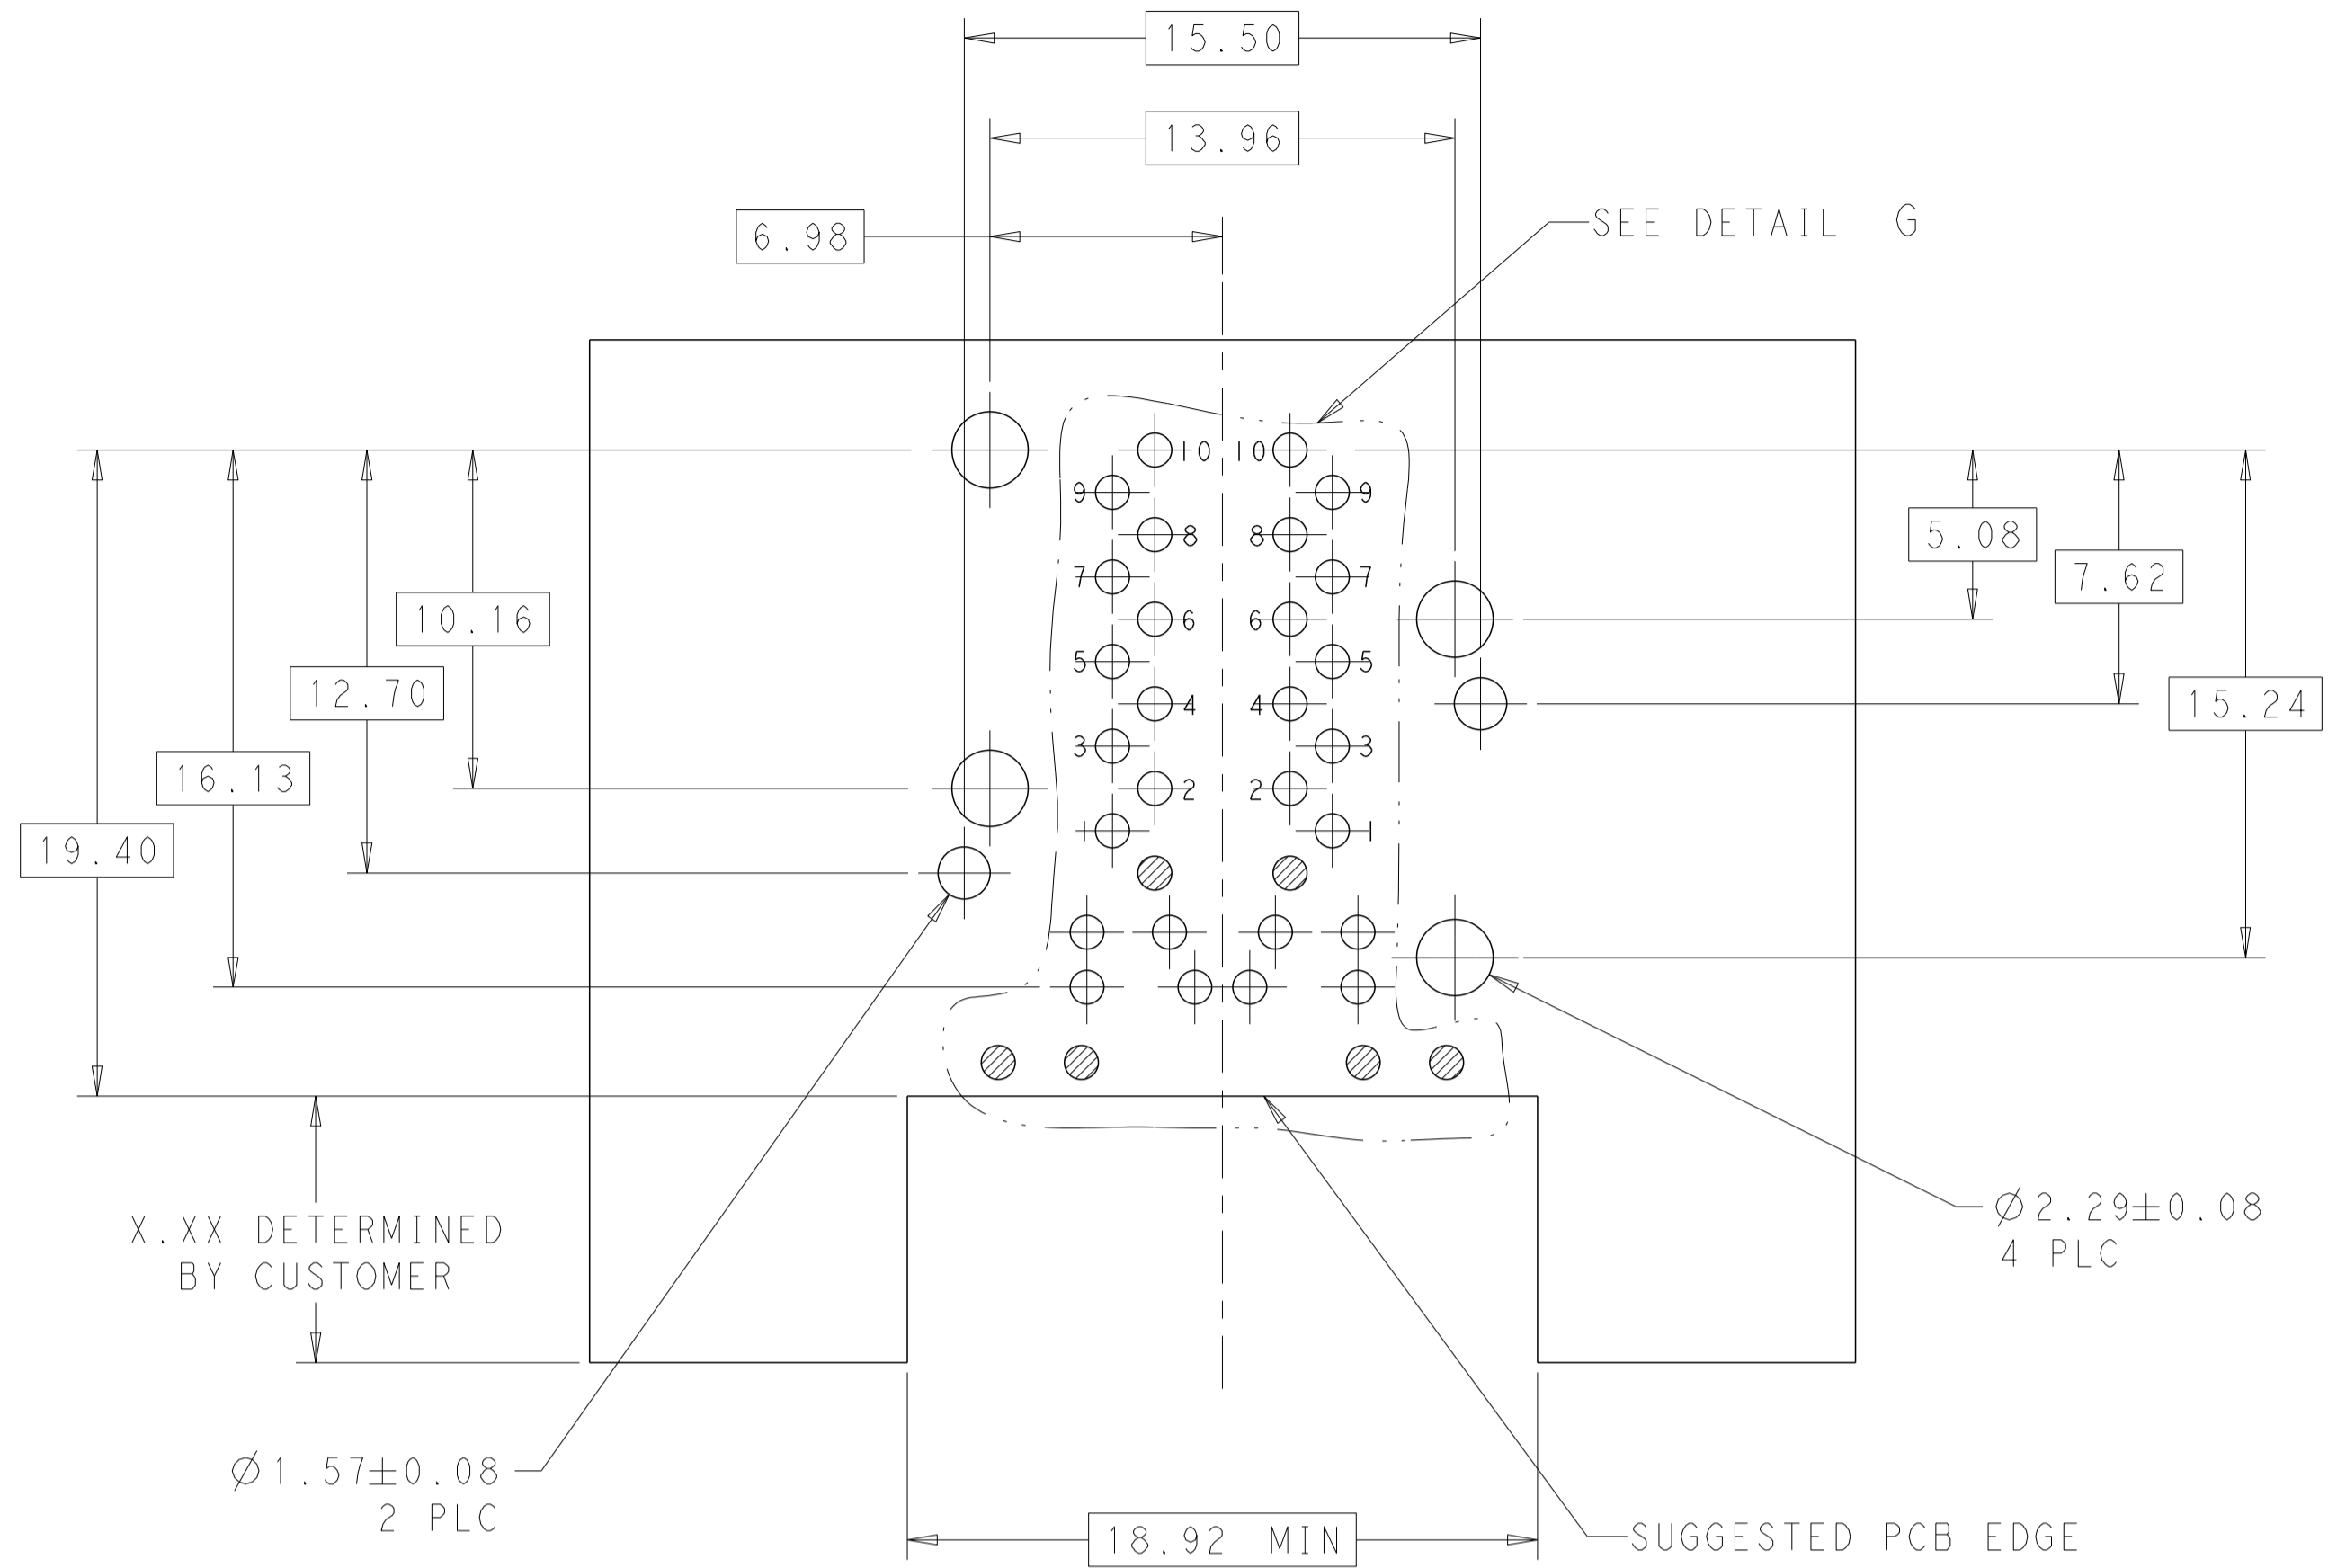 15.50
13.96
6.98
SEE DETAIL G
10 10
9 9
8 8
7 7
6 6
5 5
4 4
3 3
2 2
1 1
5.08
7.62
15.24
10.16
12.70
16.13
19.40
X.XX DETERMINED
BY CUSTOMER
Ø2.29±0.08
4 PLC
Ø1.57±0.08
2 PLC
18.92 MIN
SUGGESTED PCB EDGE